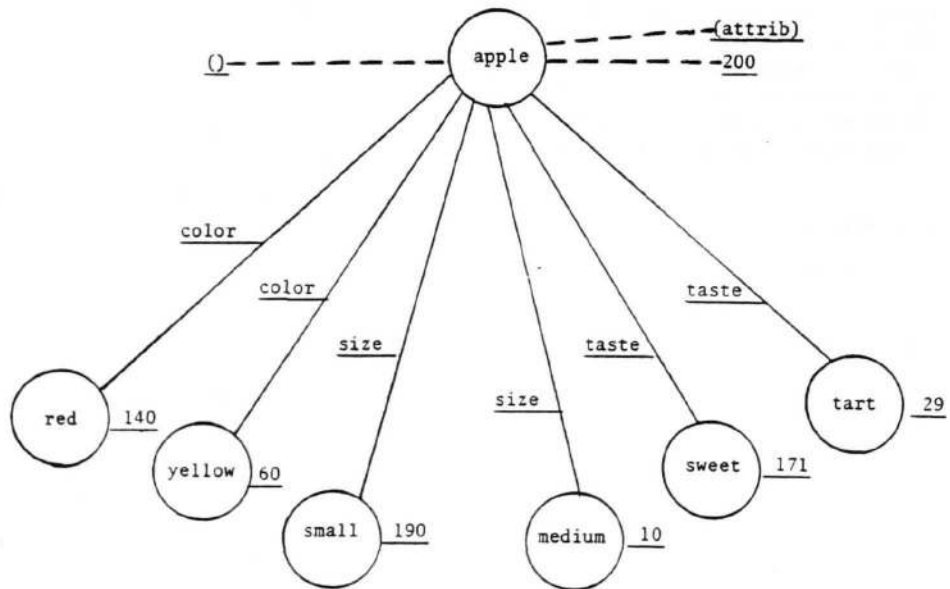 (attrib)
apple
() 200
color
color
taste
size
taste
size
red 140
tart 29
yellow 60
sweet 171
small 190
medium 10